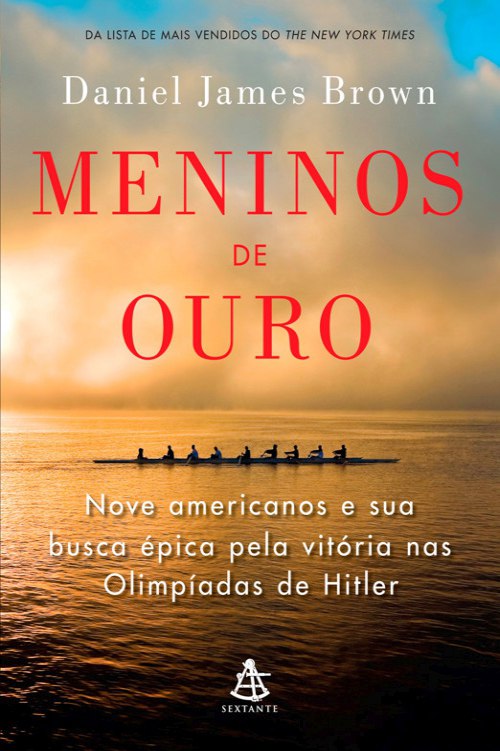 DA LISTA DE MAIS VENDIDOS DO THE NEW YORK TIMES
Daniel James Brown
MENINOS
DE
OURO
Nove americanos e sua
busca épica pela vitória nas
Olimpíadas de Hitler
SEXTANTE